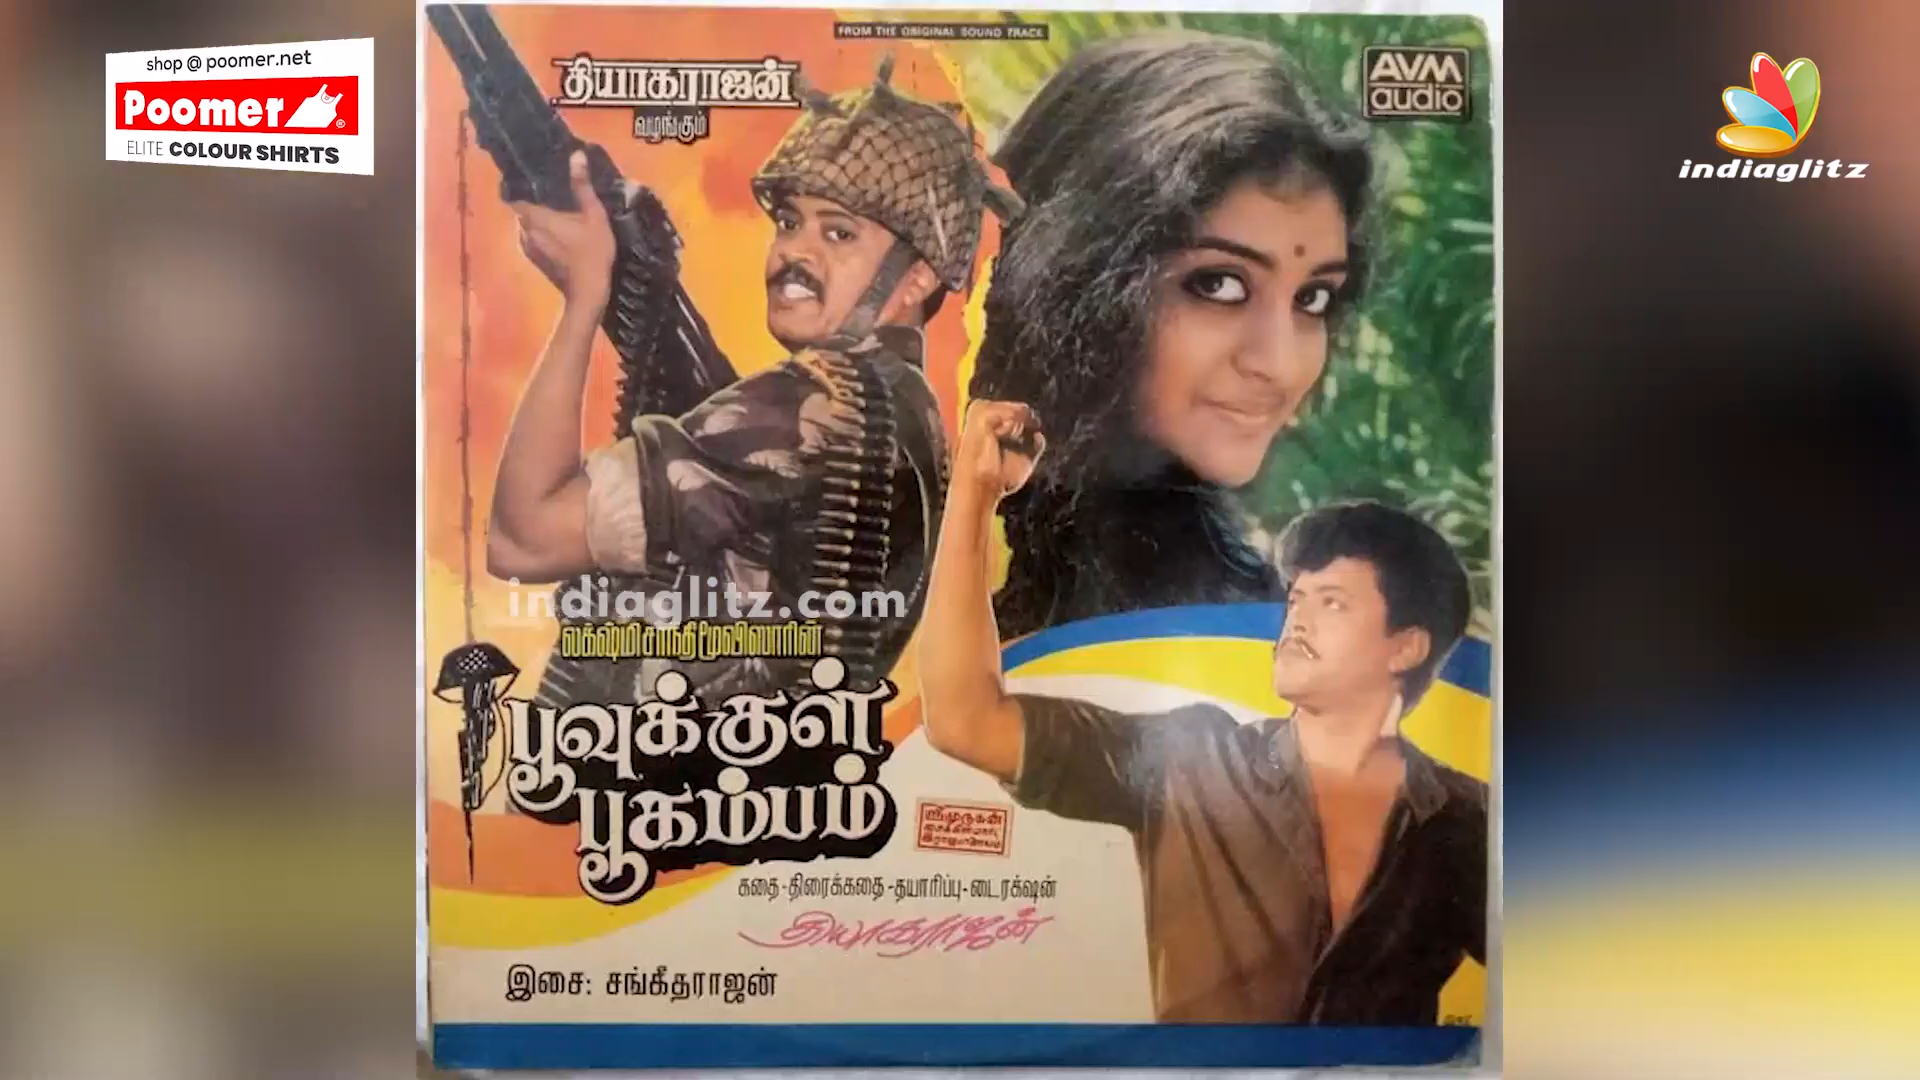 shop @ poomer.net
Poomer
ELITE COLOUR SHIRTS
indiaglitz
FROM THE ORIGINAL SOUND TRACK
தியாகராஜன்
வழங்கும்
AVM
audio
indiaglitz.com
லக்ஷ்மிசாந்திமூவிஸாரின்
பூவுக்குள்
பூகம்பம்
ஸ்ரீமுருகன்
கதை-திரைக்கதை-தயாரிப்பு-டைரக்ஷன்
தியாகராஜன்
இசை: சங்கீதராஜன்